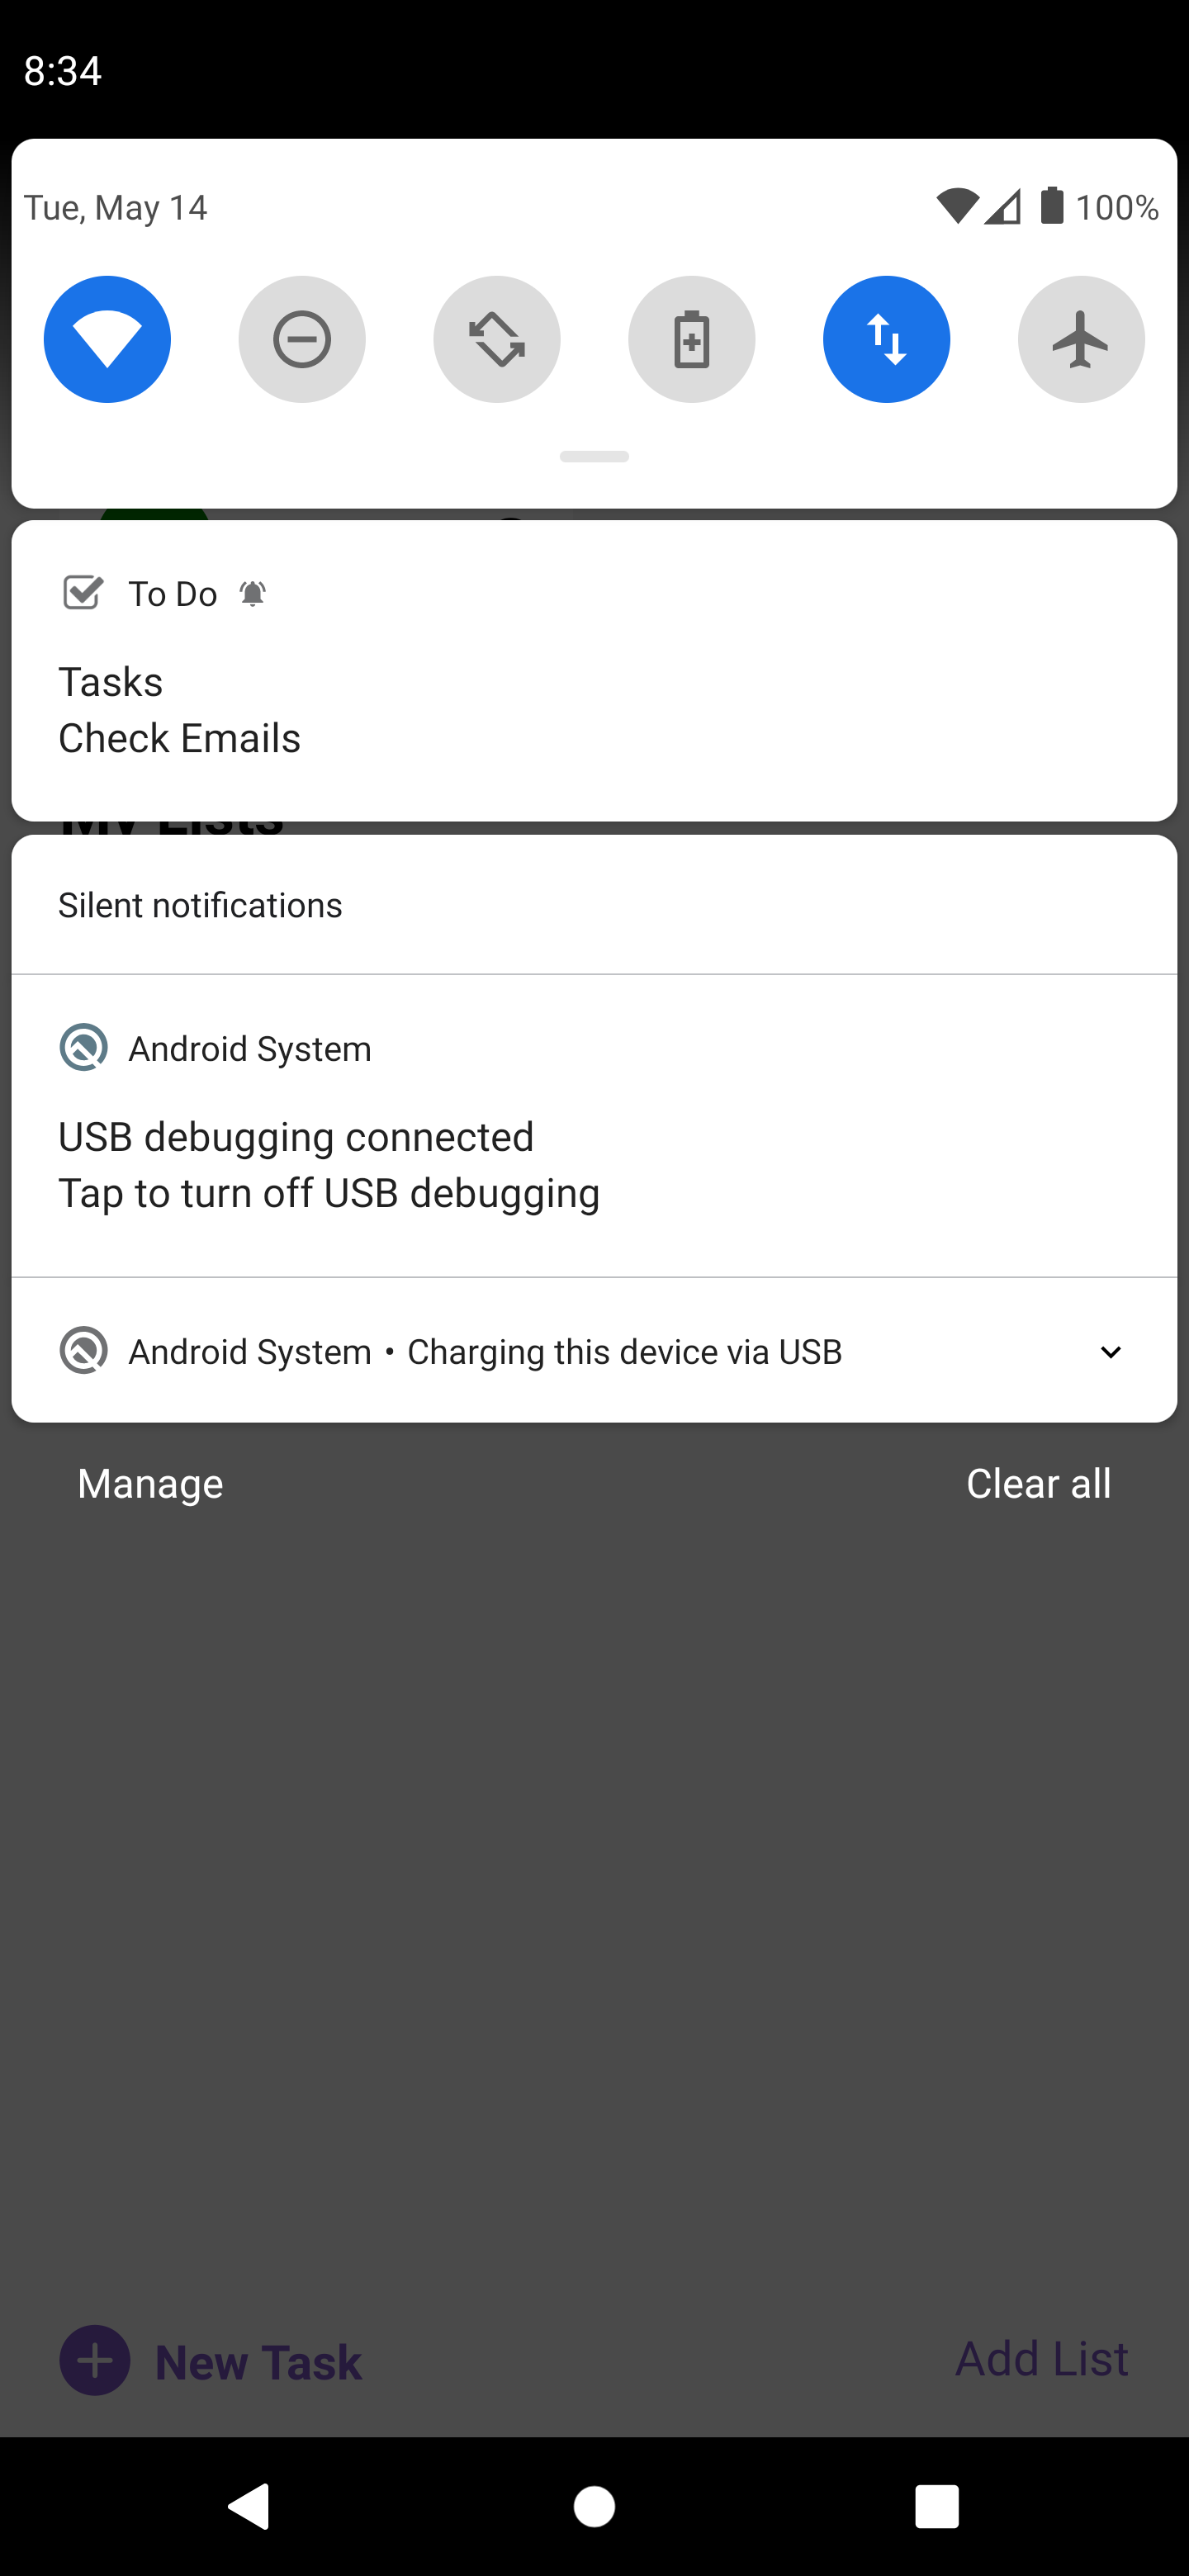 8:34
Tue, May 14
100%
To Do
Tasks
Check Emails
My Lists
Silent notifications
Android System
USB debugging connected
Tap to turn off USB debugging
Android System • Charging this device via USB
Manage
Clear all
New Task
Add List